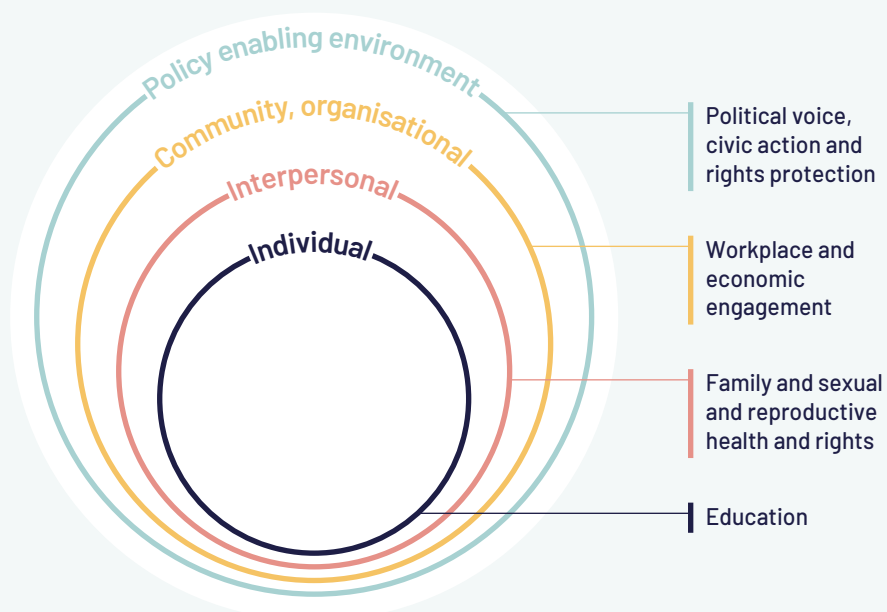 Policy enabling environment
Community, organisational
Interpersonal
Individual
Political voice,
civic action and
rights protection
Workplace and
economic
engagement
Family and sexual
and reproductive
health and rights
Education